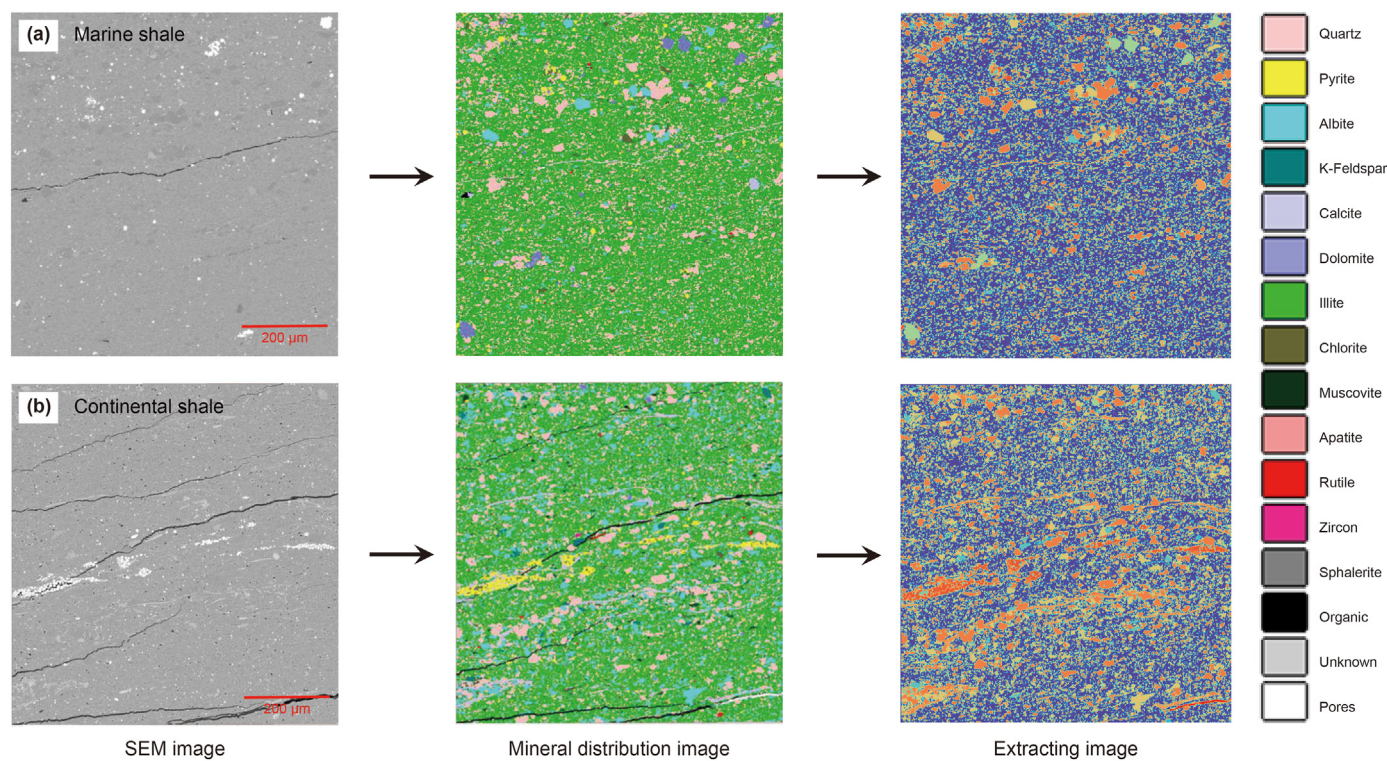 (a) Marine shale
200 µm
(b) Continental shale
200 µm
SEM image
Mineral distribution image
Extracting image
Quartz
Pyrite
Albite
K-Feldspar
Calcite
Dolomite
Illite
Chlorite
Muscovite
Apatite
Rutile
Zircon
Sphalerite
Organic
Unknown
Pores